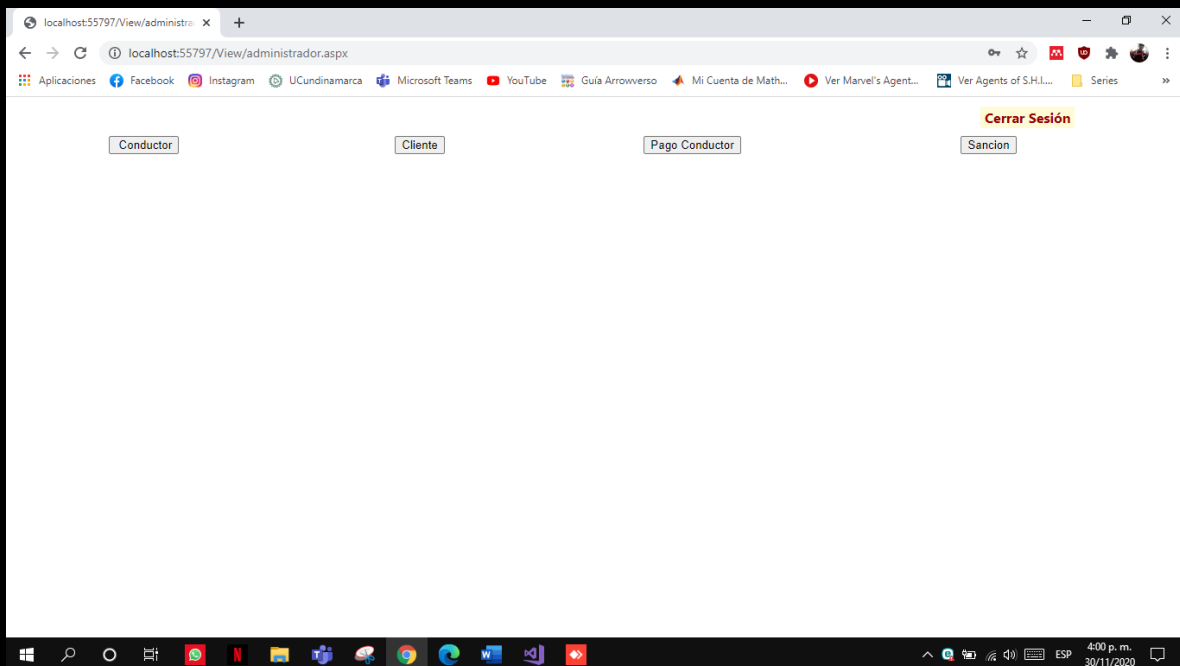 localhost:55797/View/administra
localhost:55797/View/administrador.aspx
Aplicaciones Facebook Instagram UCundinamarca Microsoft Teams YouTube Guía Arrowverso Mi Cuenta de Math... Ver Marvel's Agent... Ver Agents of S.H.I.... Series »
Cerrar Sesión
Conductor Cliente Pago Conductor Sancion
ESP 4:00 p. m.
30/11/2020